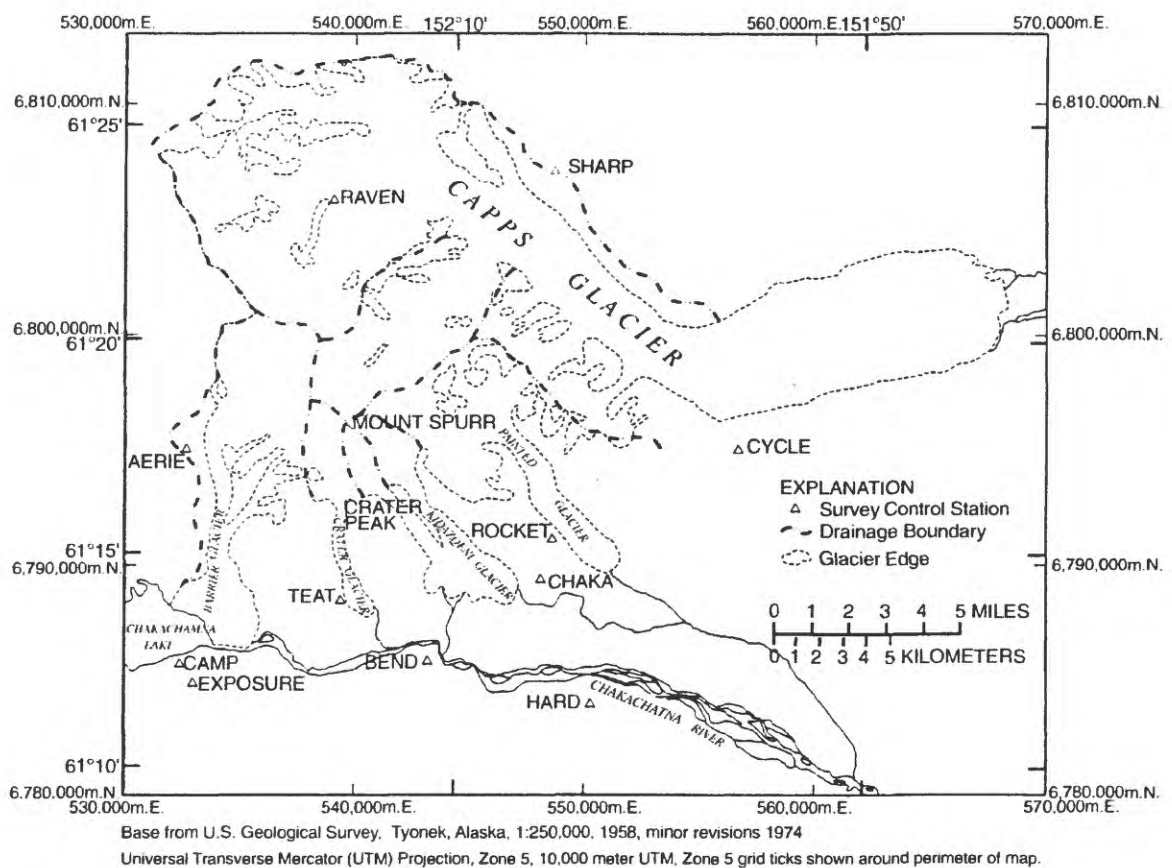 530,000m.E. 540,000m.E. 152°10' 550,000m.E. 560,000m.E. 151°50' 570,000m.E.
6,810,000m.N. 6,810.000m.N.
61°25'
SHARP
RAVEN
CAPPS GLACIER
6,800,000m.N. 6,800.000m.N.
61°20'
MOUNT SPURR
AERIE
PAINTED GLACIER
CYCLE
EXPLANATION
Survey Control Station
Drainage Boundary
Glacier Edge
CRATER
PEAK
ROCKET
BARRIER GLACIER
KIDAZQENI GLACIER
61°15'
6,790,000m.N. 6,790,000m.N.
CHAKA
TEAT
0 1 2 3 4 5 MILES
0 1 2 3 4 5 KILOMETERS
CHAKACHAMNA
LAKE
CAMP
EXPOSURE
BEND
HARD
CHAKACHATNA
RIVER
61°10'
6,780.000m.N. 6,780.000m.N.
530.000m.E. 540,000m.E. 550,000m.E. 560,000m.E. 570,000m.E.
Base from U.S. Geological Survey, Tyonek, Alaska, 1:250,000, 1958, minor revisions 1974
Universal Transverse Mercator (UTM) Projection, Zone 5, 10,000 meter UTM, Zone 5 grid ticks shown around perimeter of map.